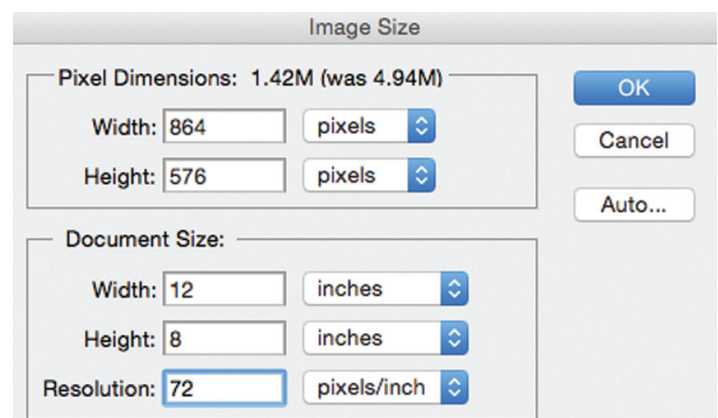 Image Size
Pixel Dimensions: 1.42M (was 4.94M)
Width: 864 pixels
Height: 576 pixels
OK
Cancel
Auto...
Document Size:
Width: 12 inches
Height: 8 inches
Resolution: 72 pixels/inch